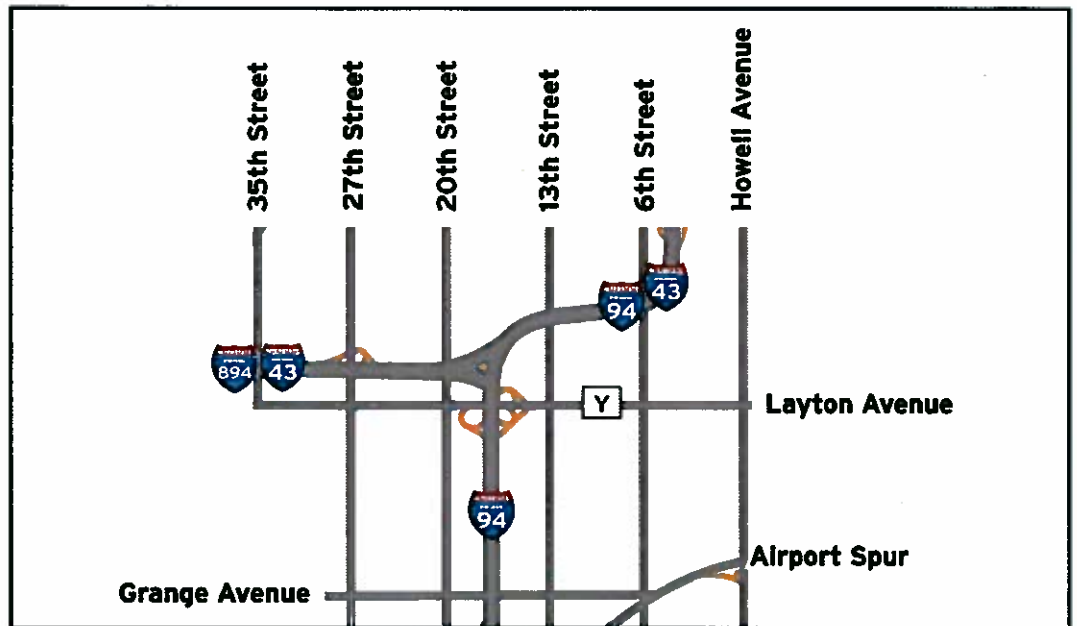 35th Street
27th Street
20th Street
13th Street
6th Street
Howell Avenue
43
94
894
43
Y
Layton Avenue
94
Airport Spur
Grange Avenue